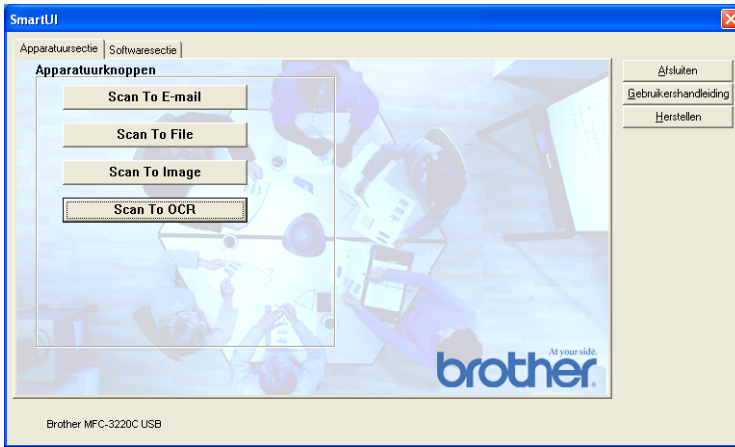 SmartUI
Apparatuursectie
Softwaresectie
Apparatuurknoppen
Scan To E-mail
Scan To File
Scan To Image
Scan To OCR
Afsluiten
Gebruikershandleiding
Herstellen
At your side.
brother
Brother MFC-3220C USB